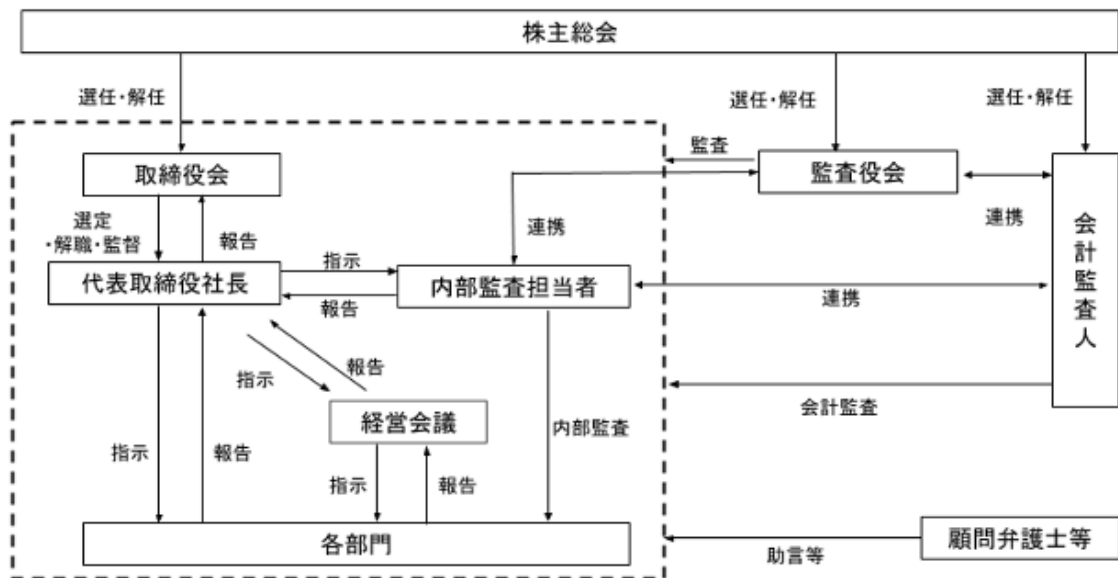 株主総会
選任・解任
選任・解任
選任・解任
監査
取締役会
監査役会
連携
連携
選定
・解職・監督
報告
指示
代表取締役社長
内部監査担当者
報告
連携
会計監査人
指示
報告
会計監査
経営会議
内部監査
指示
報告
指示
報告
各部門
顧問弁護士等
助言等